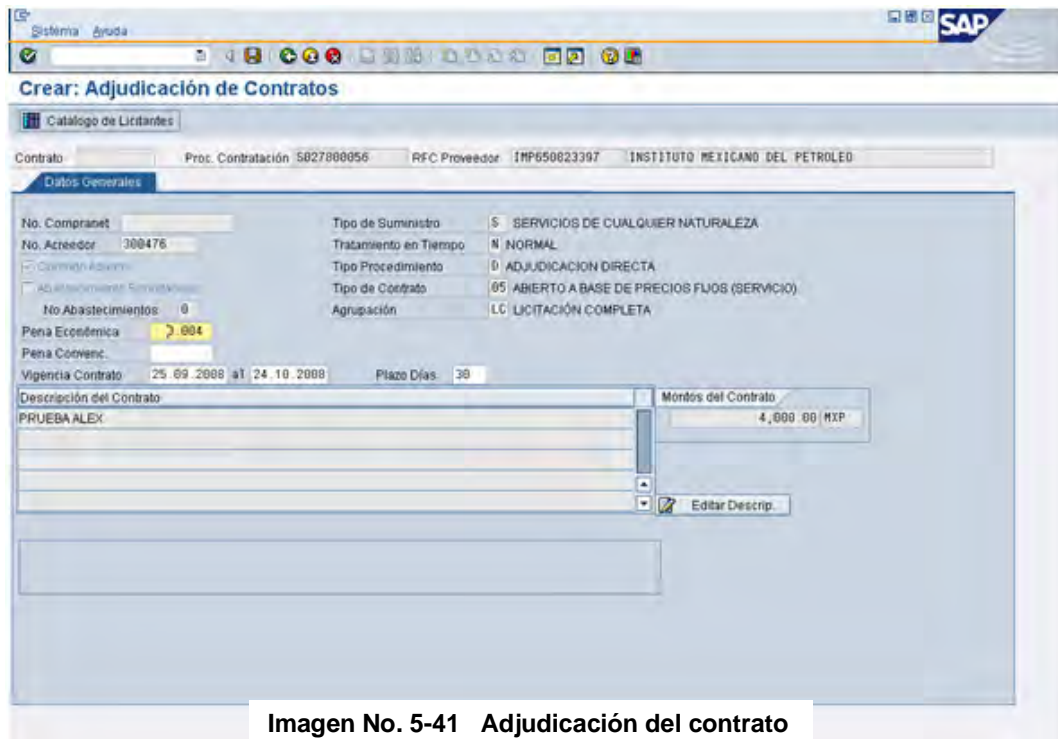 Sistema Ayuda
SAP
Crear: Adjudicación de Contratos
Catalogo de Licitantes
Contrato Proc. Contratación S027800056 RFC Proveedor IMP650823397 INSTITUTO MEXICANO DEL PETROLEO
Datos Generales
No. Compranet Tipo de Suministro S SERVICIOS DE CUALQUIER NATURALEZA
No. Acreedor 300476 Tratamiento en Tiempo N NORMAL
Tipo Procedimiento D ADJUDICACION DIRECTA
Tipo de Contrato 05 ABIERTO A BASE DE PRECIOS FIJOS (SERVICIO)
No Abastecimientos 0 Agrupación LC LICITACIÓN COMPLETA
Pena Económica 0.004
Pena Convenc.
Vigencia Contrato 25.09.2008 al 24.10.2008 Plazo Días 30
Descripción del Contrato Montos del Contrato
PRUEBA ALEX 4,000.00 MXP
Editar Descrip.
Imagen No. 5-41 Adjudicación del contrato